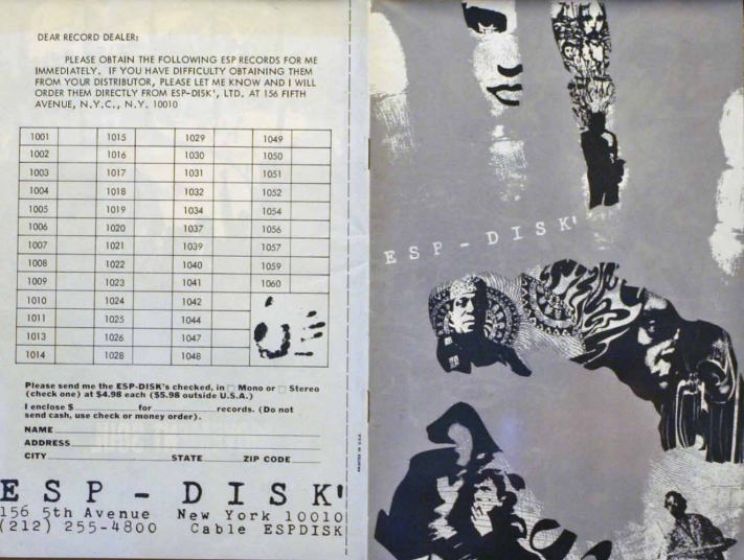 DEAR RECORD DEALER:
PLEASE OBTAIN THE FOLLOWING ESP RECORDS FOR ME
IMMEDIATELY. IF YOU HAVE DIFFICULTY OBTAINING THEM
FROM YOUR DISTRIBUTOR, PLEASE LET ME KNOW AND I WILL
ORDER THEM DIRECTLY FROM ESP-DISK', LTD. AT 156 FIFTH
AVENUE, N.Y.C., N.Y. 10010
1001 1015 1029 1049
1002 1016 1030 1050
1003 1017 1031 1051
1004 1018 1032 1052
1005 1019 1034 1054
1006 1020 1037 1056
1007 1021 1039 1057
1008 1022 1040 1059
1009 1023 1041 1060
1010 1024 1042
1011 1025 1044
1013 1026 1047
1014 1028 1048
Please send me the ESP-DISK's checked, in Mono or Stereo
(check one) at $4.98 each ($5.98 outside U.S.A.)
I enclose $ for records. (Do not
send cash, use check or money order).
NAME
ADDRESS
CITY STATE ZIP CODE
ESP-DISK'
156 5th Avenue New York 10010
(212) 255-4800 Cable ESPDISK
PRINTED IN U.S.A.
ESP-DISK'